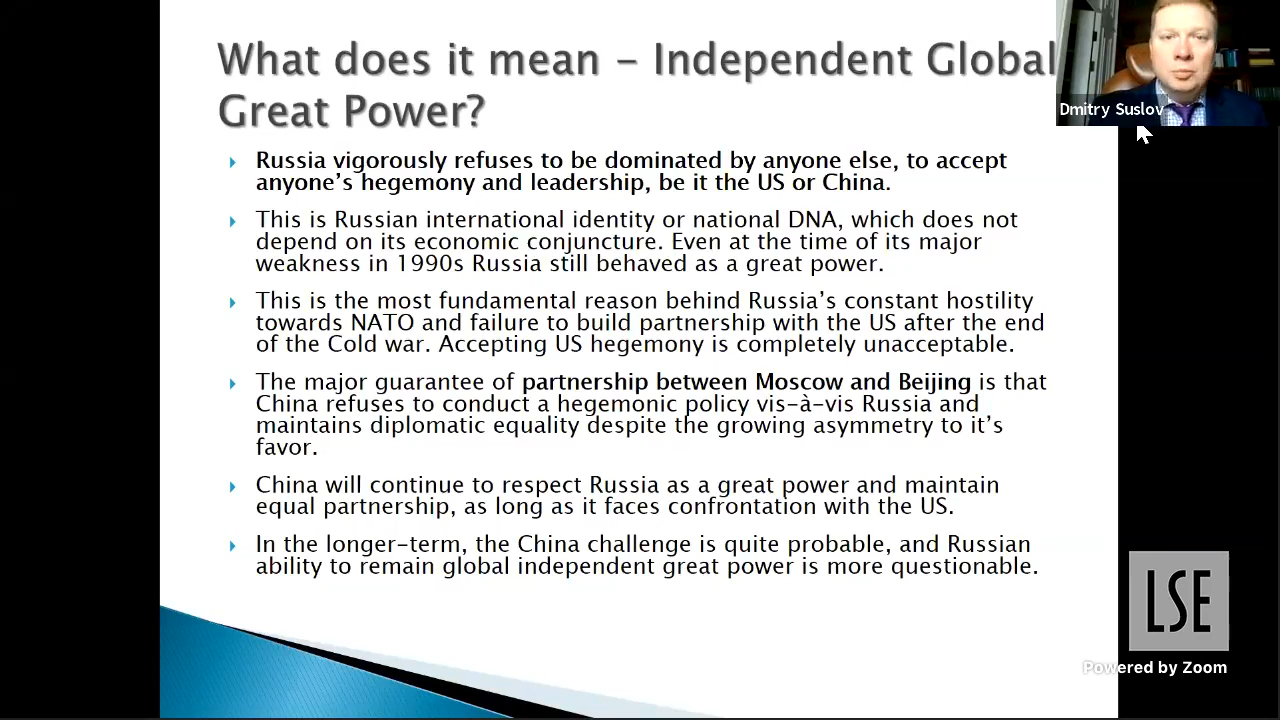 What does it mean – Independent Global
Great Power?
Dmitry Suslov
Russia vigorously refuses to be dominated by anyone else, to accept
anyone’s hegemony and leadership, be it the US or China.
This is Russian international identity or national DNA, which does not
depend on its economic conjuncture. Even at the time of its major
weakness in 1990s Russia still behaved as a great power.
This is the most fundamental reason behind Russia’s constant hostility
towards NATO and failure to build partnership with the US after the end
of the Cold war. Accepting US hegemony is completely unacceptable.
The major guarantee of partnership between Moscow and Beijing is that
China refuses to conduct a hegemonic policy vis–à–vis Russia and
maintains diplomatic equality despite the growing asymmetry to it’s
favor.
China will continue to respect Russia as a great power and maintain
equal partnership, as long as it faces confrontation with the US.
In the longer–term, the China challenge is quite probable, and Russian
ability to remain global independent great power is more questionable.
LSE
Powered by Zoom